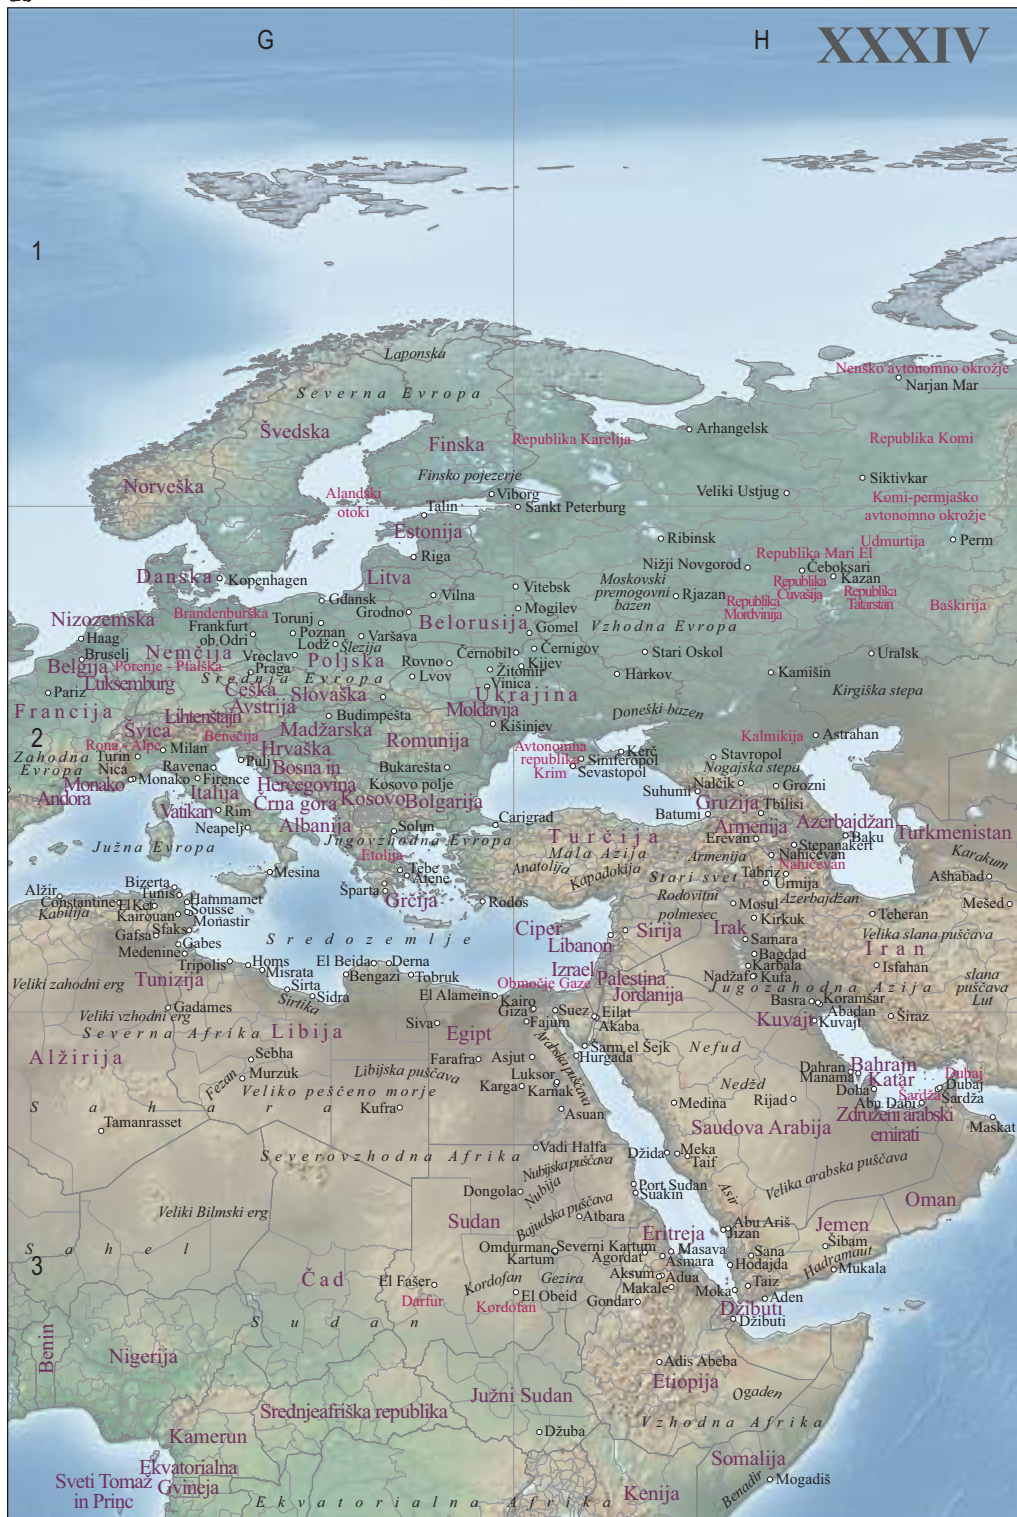 G
H
XXXIV
1
Laponska
Nenško avtonomno okrožje
Narjan Mar
Severna Evropa
Švedska
Finska
Republika Karelija
Arhangelsk
Republika Komi
Finsko pojezerje
Norveška
Alandski
otoki
Viborg
Siktivkar
Veliki Ustjug
Komi-permjaško
avtonomno okrožje
Talin
Sankt Peterburg
Estonija
Ribinsk
Udmurtija
Perm
Riga
Republika Mari El
Nižji Novgorod
Čeboksari
Kazan
Danska
Kopenhagen
Litva
Vitebsk
Moskovski
premogovni
bazen
Republika
Čuvašija
Republika
Tatarstan
Gdansk
Vilna
Rjazan
Republika
Mordvinija
Baškirija
Nizozemska
Brandenburška
Torunj
Grodno
Mogilev
Belorusija
Frankfurt
ob Odri
Poznan
Gomel
Vzhodna Evropa
Haag
Lodž
Varšava
Šlezija
Nemčija
Vroclav
Poljska
Černobil
Černigov
Stari Oskol
Uralsk
Bruselj
Belgija
Porenje - Pfalška
Praga
Rovno
Kijev
Žitomir
Luksemburg
Srednja Evropa
Lvov
Harkov
Kamišin
Vinica
Pariz
Češka
Slovaška
Ukrajina
Kirgiška stepa
Francija
Lihtenštajn
Avstrija
Budimpešta
Moldavija
Doneški bazen
Švica
Benečija
Madžarska
Kišinjev
2
Rona - Alpe
Milan
Hrvaška
Romunija
Avtonomna
republika
Krim
Kerč
Simferopol
Sevastopol
Kalmikija
Astrahan
Zahodna
Evropa
Turin
Nica
Ravena
Pulj
Bosna in
Hercegovina
Bukarešta
Stavropol
Nogajska stepa
Monako
Monako
Firence
Kosovo polje
Nalčik
Grozni
Andora
Italija
Črna gora
Kosovo
Bolgarija
Suhumi
Gruzija
Vatikan
Rim
Batumi
Tbilisi
Neapelj
Albanija
Solun
Carigrad
Armenija
Azerbajdžan
Turkmenistan
Južna Evropa
Jugovzhodna Evropa
Turčija
Erevan
Baku
Stepanakert
Etolija
Mala Azija
Armenija
Nahičevan
Nahičevan
Karakum
Mesina
Tebe
Atene
Anatolija
Kapadokija
Stari svet
Tabriz
Ašhabad
Alžir
Bizerta
Tunis
Šparta
Grčija
Rodos
Urmija
Constantine
El Kef
Hammamet
Rodovitni
polmesec
Mosul
Azerbajdžan
Mešed
Kabilija
Kairouan
Sousse
Monastir
Kirkuk
Teheran
Sfaks
Gafsa
Ciper
Sirija
Irak
Velika slana puščava
Gabes
Sredozemlje
Libanon
Samara
Iran
Medenine
Bagdad
Tripolis
Homs
El Beida
Derna
Izrael
Karbala
Isfahan
Tunizija
Misrata
Bengazi
Tobruk
Območje Gaze
Palestina
Nadžaf
Kufa
slana
puščava
Lut
Veliki zahodni erg
Sirta
Jordanija
Jugozahodna Azija
Sirtika
Sidra
El Alamein
Kairo
Basra
Koramšar
Gadames
Giza
Suez
Eilat
Abadan
Veliki vzhodni erg
Kuvajt
Kuvajt
Širaz
Severna Afrika
Libija
Siva
Egipt
Fajum
Akaba
Alžirija
Sebha
Farafra
Asjut
Arabska puščava
Šarm el Šejk
Hurgada
Nefud
Fezan
Murzuk
Libijska puščava
Luksor
Dahran
Manama
Bahrajn
Dubaj
Veliko peščeno morje
Karga
Karnak
Nedžd
Katar
Doha
Šardža
Dubaj
Šardža
Sahara
Kufra
Asuan
Medina
Rijad
Abu Dabi
Tamanrasset
Saudova Arabija
Združeni arabski
emirati
Maskat
Severovzhodna Afrika
Vadi Halfa
Džida
Meka
Taif
Nubijska puščava
Velika arabska puščava
Dongola
Nubija
Port Sudan
Suakin
Asir
Oman
Veliki Bilmski erg
Bajudska puščava
Atbara
Sudan
Eritreja
Abu Ariš
Jizan
Jemen
Sahel
Omdurman
Severni Kartum
Masava
Sana
Šibam
3
Kartum
Agordat
Asmara
Hodajda
Hadramaut
Čad
El Fašer
Kordofan
Gezira
Aksum
Adua
Mukala
Makale
Moka
Taiz
Darfur
Kordofan
El Obeid
Gondar
Aden
Džibuti
Sudan
Džibuti
Benin
Nigerija
Adis Abeba
Etiopija
Ogaden
Srednjeafriška republika
Južni Sudan
Vzhodna Afrika
Kamerun
Džuba
Somalija
Ekvatorialna
Gvineja
Sveti Tomaž
in Princ
Mogadiš
Benadir
Kenija
Ekvatorialna Afrika